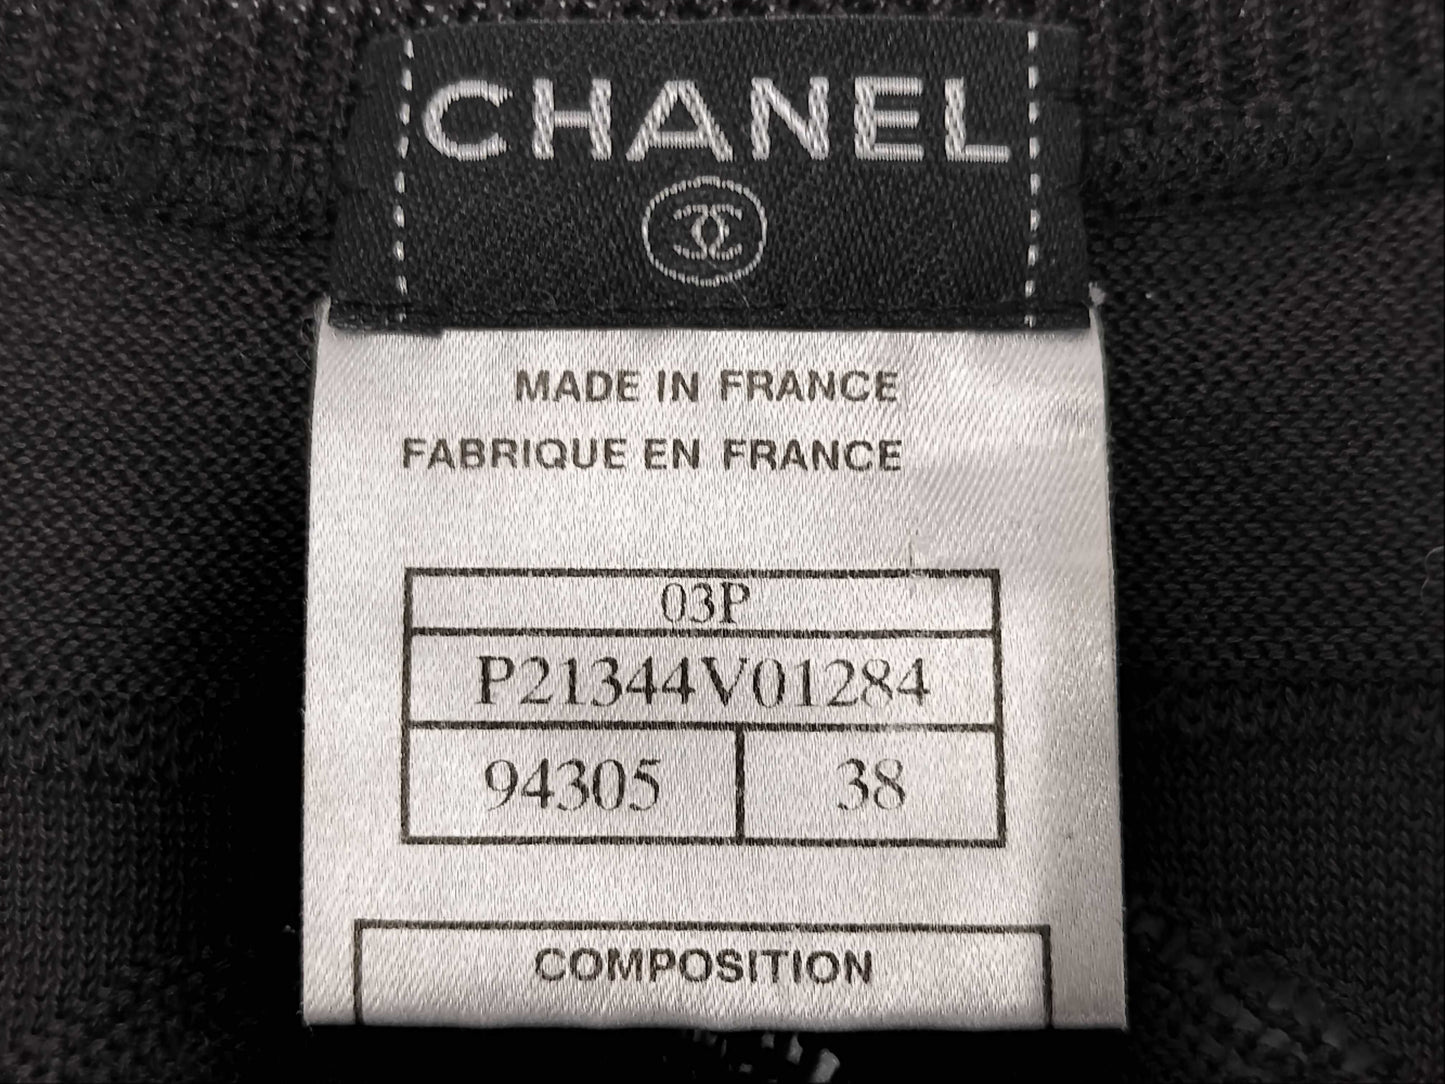 CHANEL
MADE IN FRANCE
FABRIQUE EN FRANCE
03P
P21344V01284
94305 38
COMPOSITION